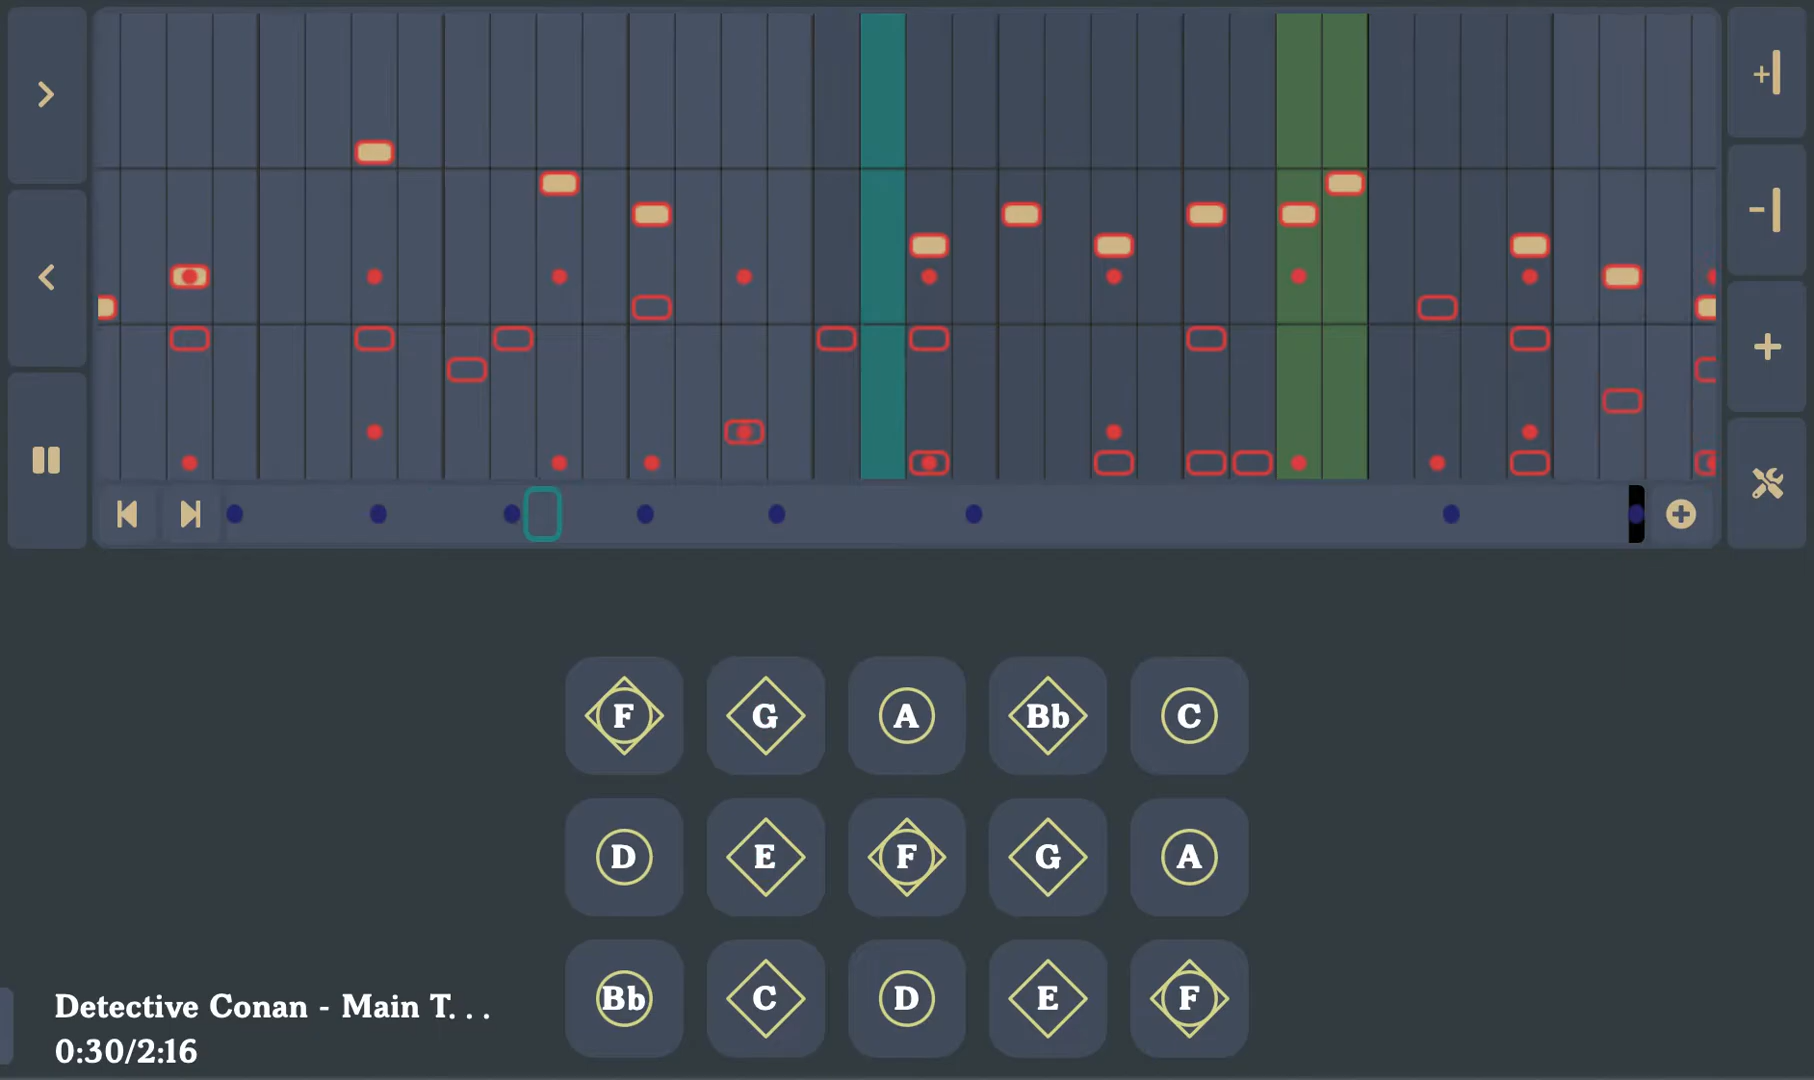 F G A Bb C
D E F G A
Bb C D E F
Detective Conan - Main T. . .
0:30/2:16